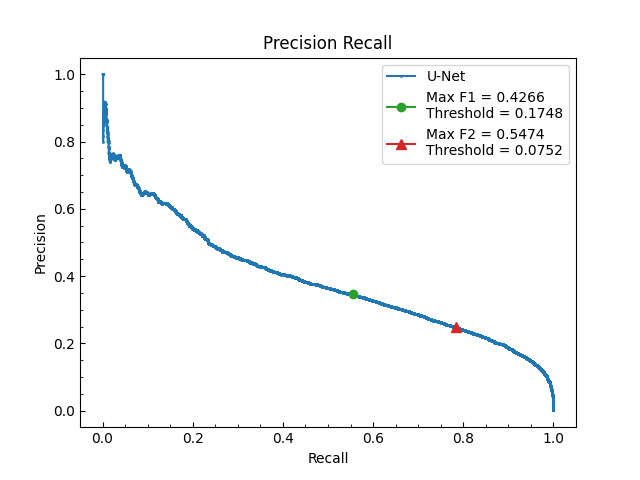 Precision Recall
U-Net
Max F1 = 0.4266
Threshold = 0.1748
Max F2 = 0.5474
Threshold = 0.0752
Precision
1.0
0.8
0.6
0.4
0.2
0.0
0.0 0.2 0.4 0.6 0.8 1.0
Recall